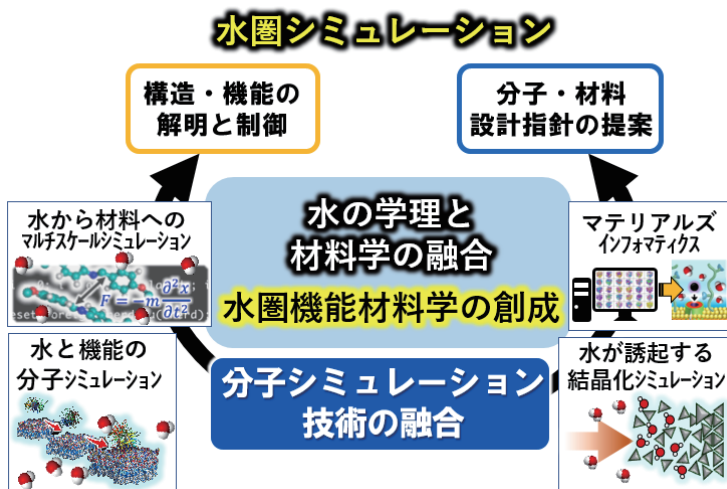 水圏シミュレーション
構造・機能の
解明と制御
分子・材料
設計指針の提案
水から材料への
マルチスケールシミュレーション
F = −m ∂²x/∂t²
水の学理と
材料学の融合
水圏機能材料学の創成
マテリアルズ
インフォマティクス
水と機能の
分子シミュレーション
分子シミュレーション
技術の融合
水が誘起する
結晶化シミュレーション